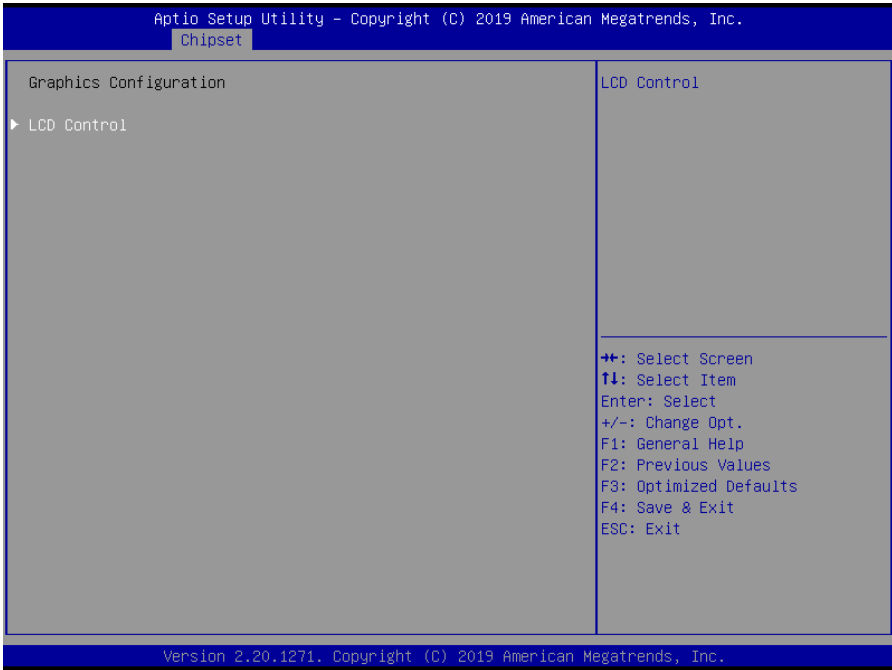 Aptio Setup Utility – Copyright (C) 2019 American Megatrends, Inc.
Chipset
Graphics Configuration
▶ LCD Control
LCD Control
→←: Select Screen
↑↓: Select Item
Enter: Select
+/-: Change Opt.
F1: General Help
F2: Previous Values
F3: Optimized Defaults
F4: Save & Exit
ESC: Exit
Version 2.20.1271. Copyright (C) 2019 American Megatrends, Inc.